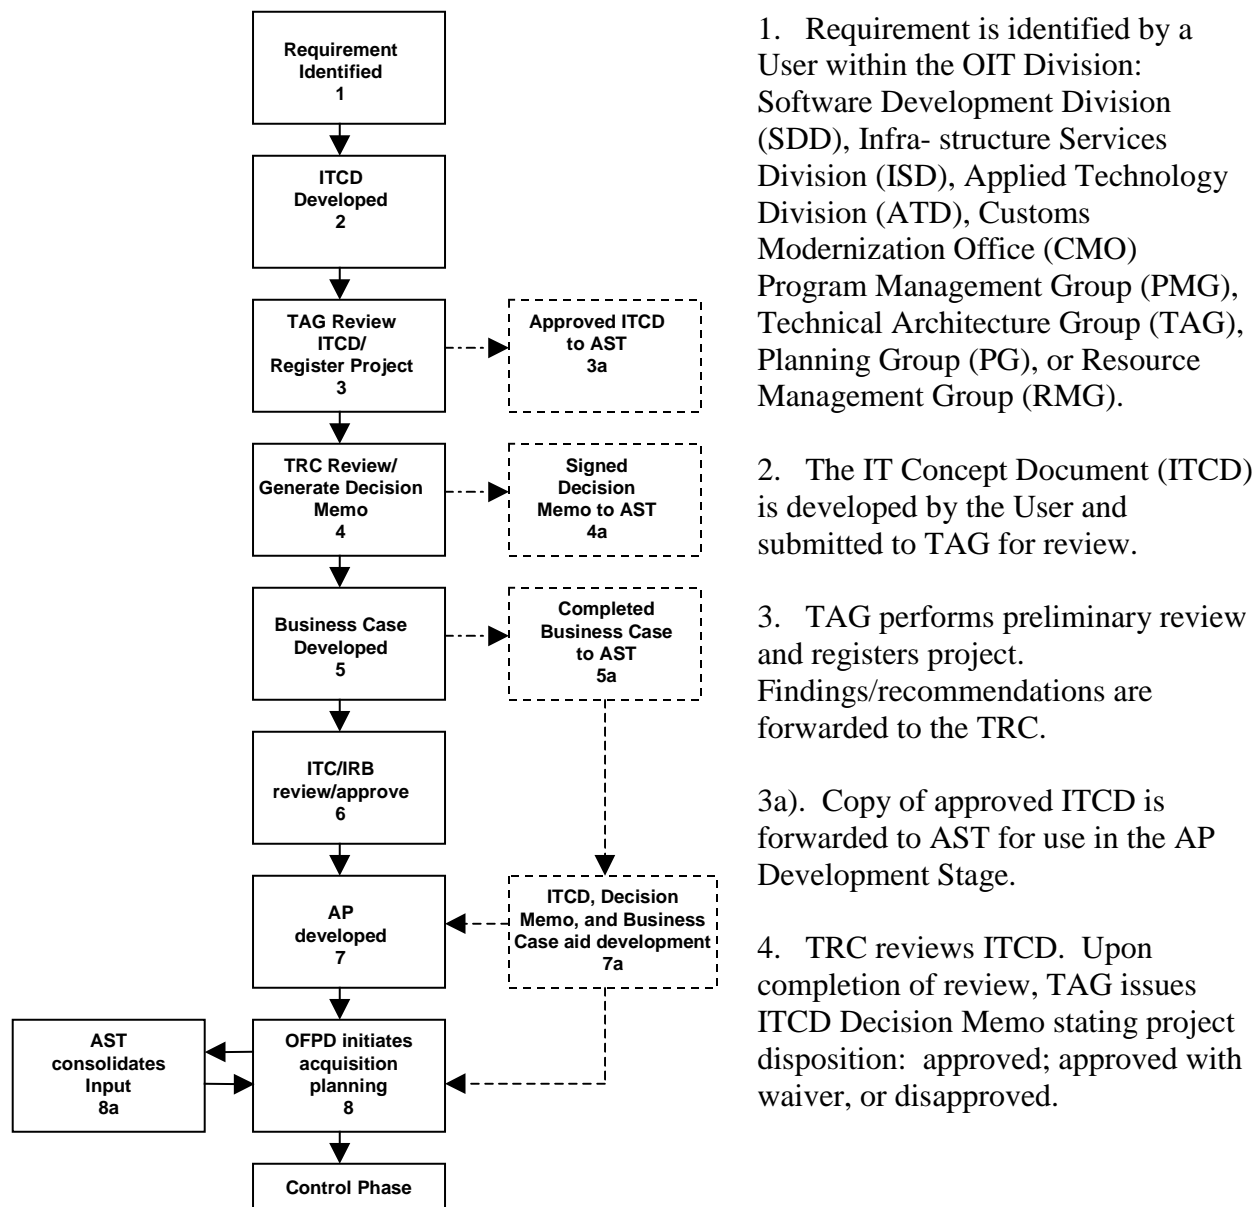 Requirement
Identified
1
ITCD
Developed
2
TAG Review
ITCD/
Register Project
3
Approved ITCD
to AST
3a
TRC Review/
Generate Decision
Memo
4
Signed
Decision
Memo to AST
4a
Business Case
Developed
5
Completed
Business Case
to AST
5a
ITC/IRB
review/approve
6
AP
developed
7
ITCD, Decision
Memo, and Business
Case aid development
7a
AST
consolidates
Input
8a
OFPD initiates
acquisition
planning
8
Control Phase
1. Requirement is identified by a
User within the OIT Division:
Software Development Division
(SDD), Infra- structure Services
Division (ISD), Applied Technology
Division (ATD), Customs
Modernization Office (CMO)
Program Management Group (PMG),
Technical Architecture Group (TAG),
Planning Group (PG), or Resource
Management Group (RMG).
2. The IT Concept Document (ITCD)
is developed by the User and
submitted to TAG for review.
3. TAG performs preliminary review
and registers project.
Findings/recommendations are
forwarded to the TRC.
3a). Copy of approved ITCD is
forwarded to AST for use in the AP
Development Stage.
4. TRC reviews ITCD. Upon
completion of review, TAG issues
ITCD Decision Memo stating project
disposition: approved; approved with
waiver, or disapproved.